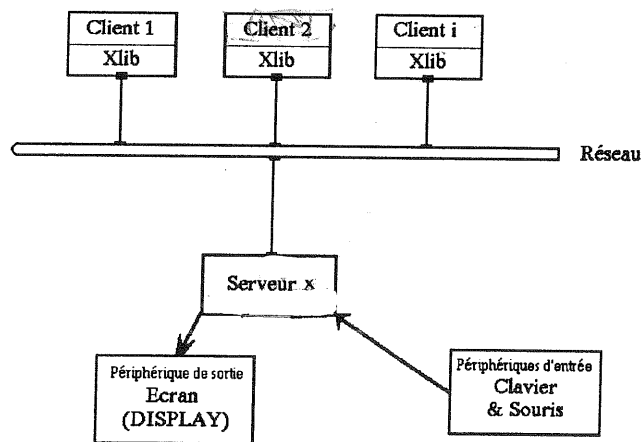 Client 1
Xlib
Client 2
Xlib
Client i
Xlib
Réseau
Serveur x
Périphérique de sortie
Ecran
(DISPLAY)
Périphériques d'entrée
Clavier
& Souris